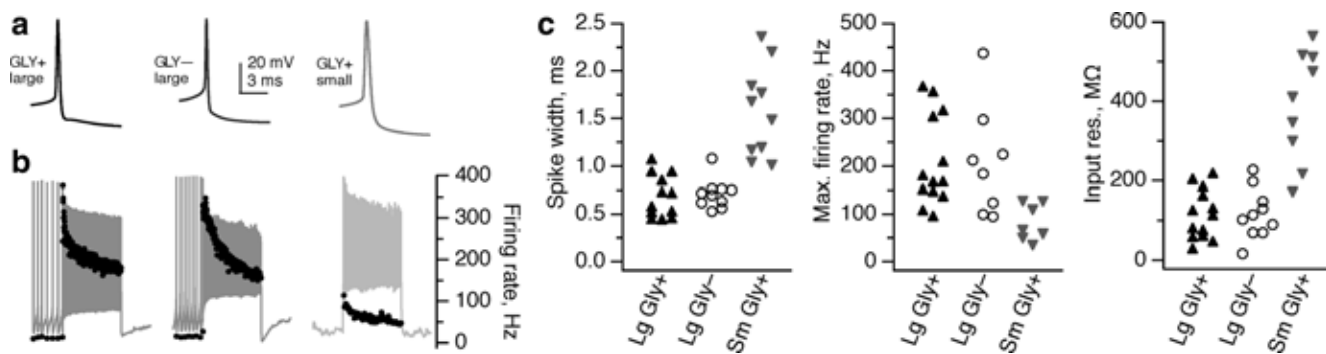 a
GLY+
large
GLY−
large
20 mV
3 ms
GLY+
small
b
400
300
200
100
0
Firing rate, Hz
c
Spike width, ms
2.5
2.0
1.5
1.0
0.5
0.0
Lg Gly+
Lg Gly−
Sm Gly+
Max. firing rate, Hz
500
400
300
200
100
0
Lg Gly+
Lg Gly−
Sm Gly+
Input res., MΩ
600
400
200
0
Lg Gly+
Lg Gly−
Sm Gly+